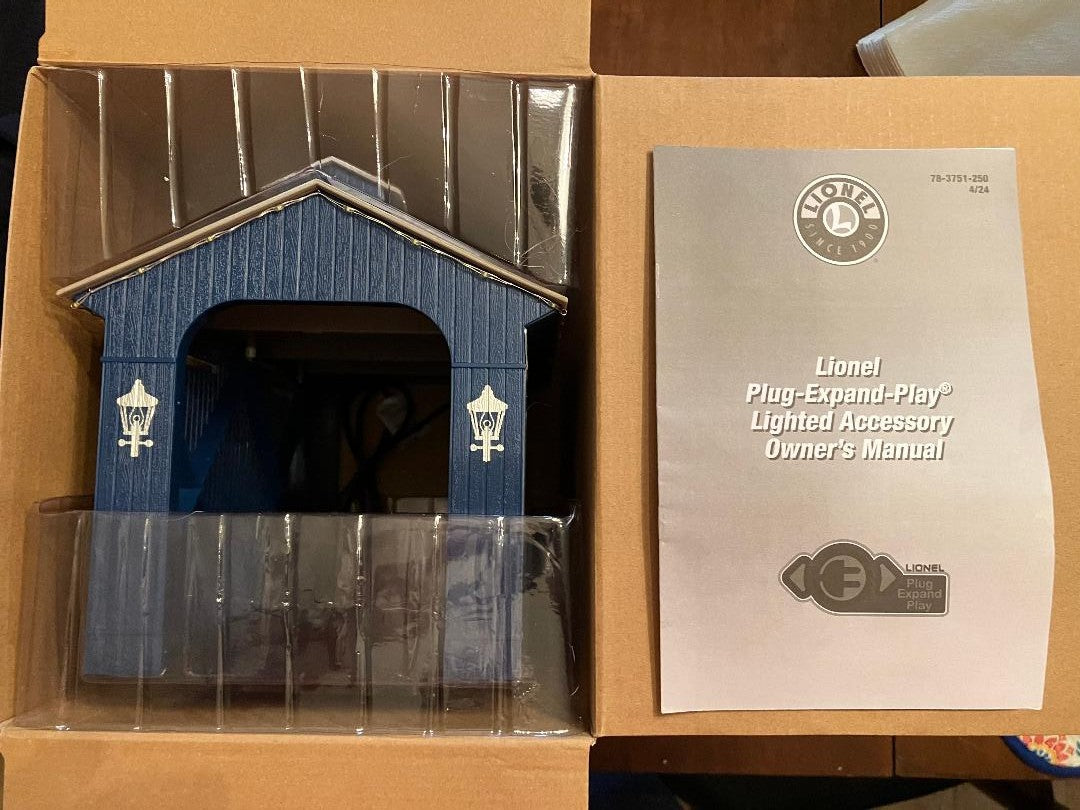 78-3751-250
4/24
LIONEL
L
SINCE 1900
Lionel
Plug-Expand-Play®
Lighted Accessory
Owner's Manual
LIONEL
Plug
Expand
Play